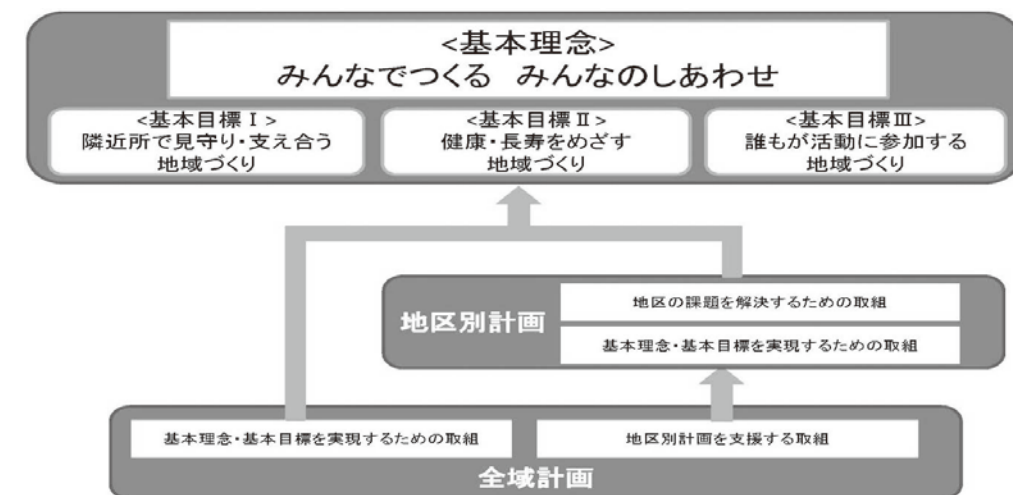 <基本理念>
みんなでつくる みんなのしあわせ
<基本目標Ⅰ>
隣近所で見守り・支え合う
地域づくり
<基本目標Ⅱ>
健康・長寿をめざす
地域づくり
<基本目標Ⅲ>
誰もが活動に参加する
地域づくり
地区別計画
地区の課題を解決するための取組
基本理念・基本目標を実現するための取組
基本理念・基本目標を実現するための取組
地区別計画を支援する取組
全域計画